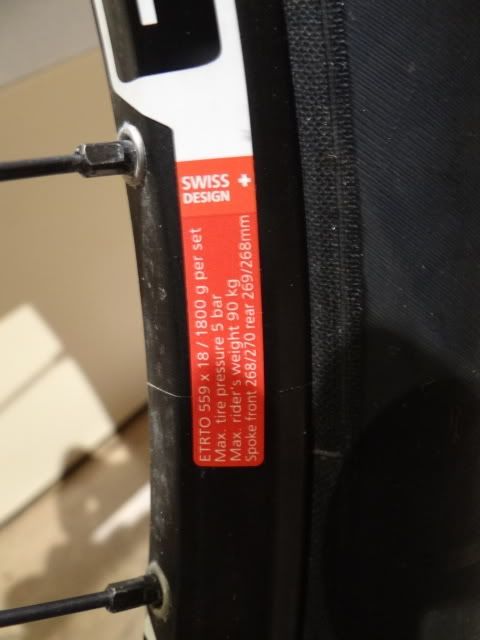 SWISS +
DESIGN
ETRTO 559 x 18 / 1800 g per set
Max. tire pressure 5 bar
Max. rider's weight 90 kg
Spoke front 268/270 rear 269/268mm